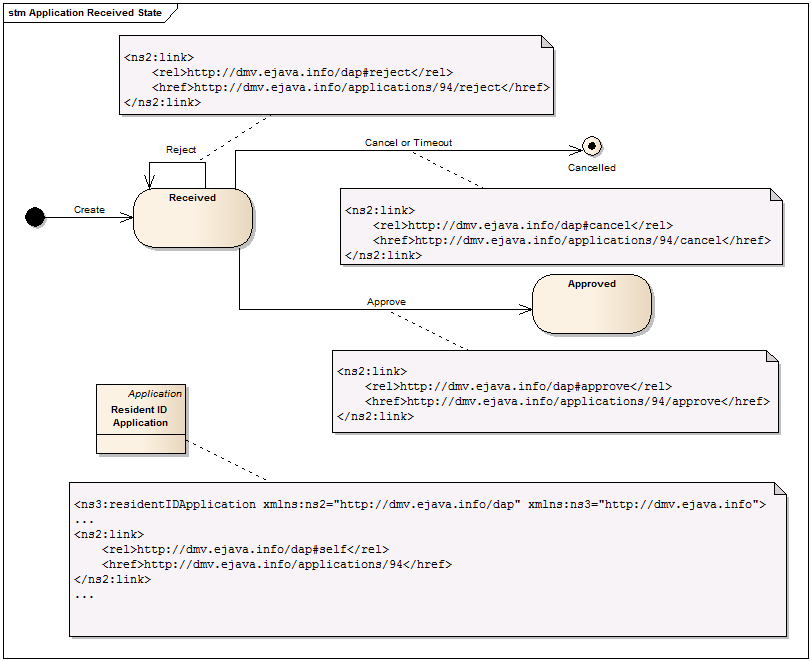 stm Application Received State
<ns2:link>
<rel>http://dmv.ejava.info/dap#reject</rel>
<href>http://dmv.ejava.info/applications/94/reject</href>
</ns2:link>
Reject
Cancel or Timeout
Cancelled
Received
Create
<ns2:link>
<rel>http://dmv.ejava.info/dap#cancel</rel>
<href>http://dmv.ejava.info/applications/94/cancel</href>
</ns2:link>
Approved
Approve
<ns2:link>
<rel>http://dmv.ejava.info/dap#approve</rel>
<href>http://dmv.ejava.info/applications/94/approve</href>
</ns2:link>
Application
Resident ID
Application
<ns3:residentIDApplication xmlns:ns2="http://dmv.ejava.info/dap" xmlns:ns3="http://dmv.ejava.info">
...
<ns2:link>
<rel>http://dmv.ejava.info/dap#self</rel>
<href>http://dmv.ejava.info/applications/94</href>
</ns2:link>
...